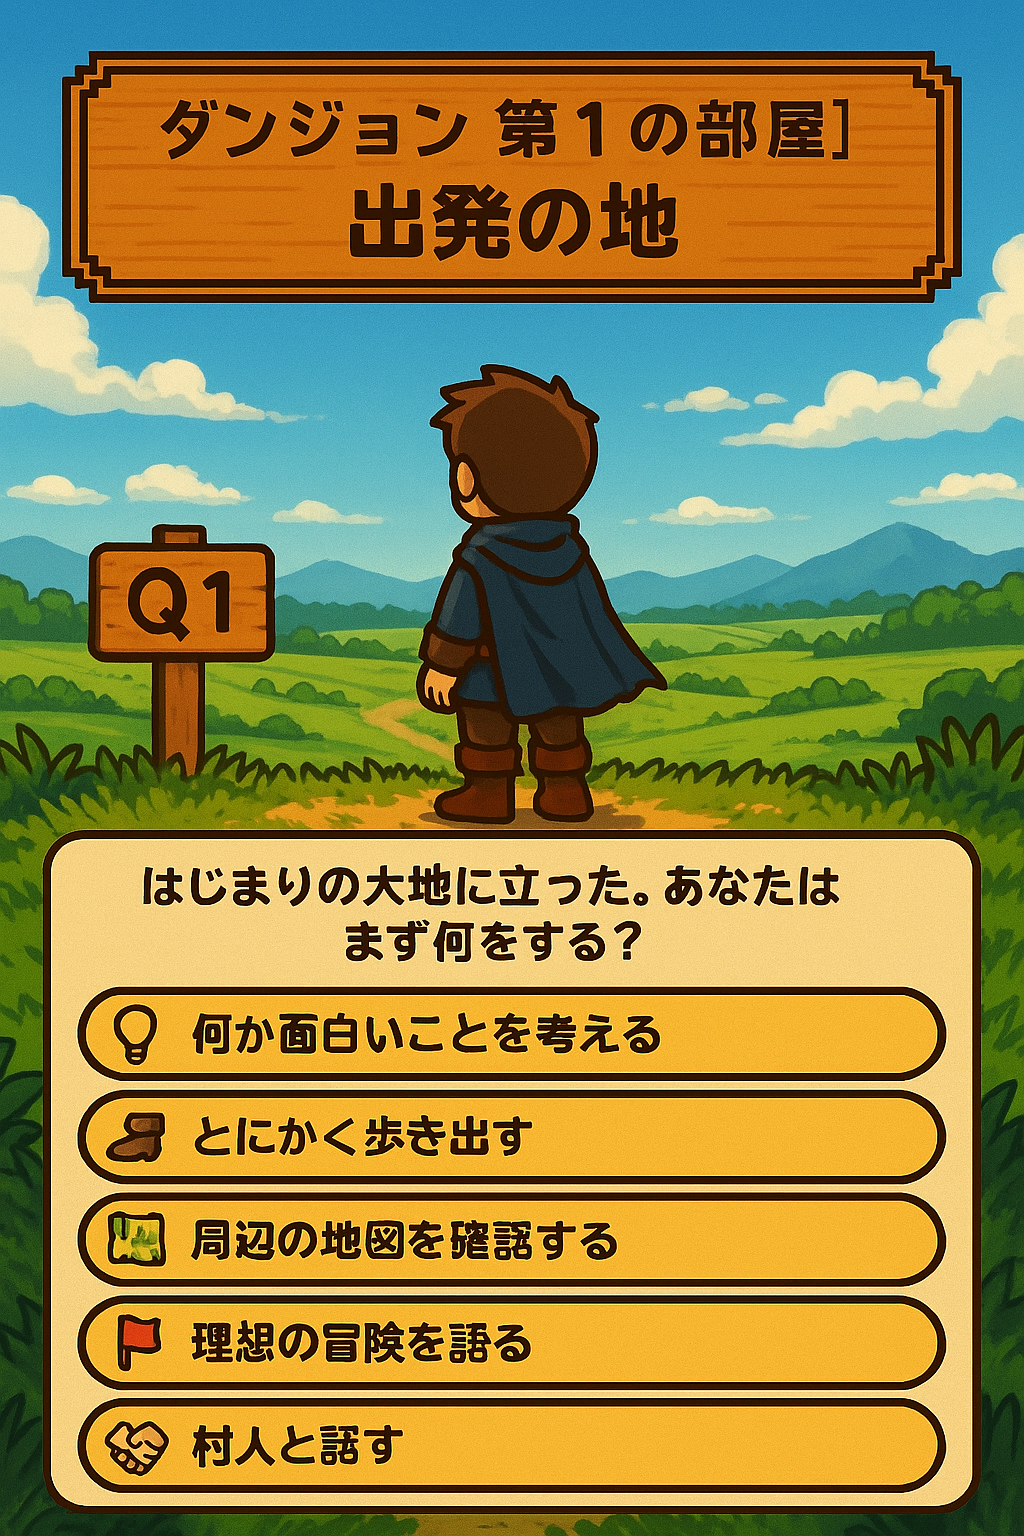 ダンジョン 第1の部屋]
出発の地
Q1
はじまりの大地に立った。あなたは
まず何をする?
何か面白いことを考える
とにかく歩き出す
周辺の地図を確認する
理想の冒険を語る
村人と話す